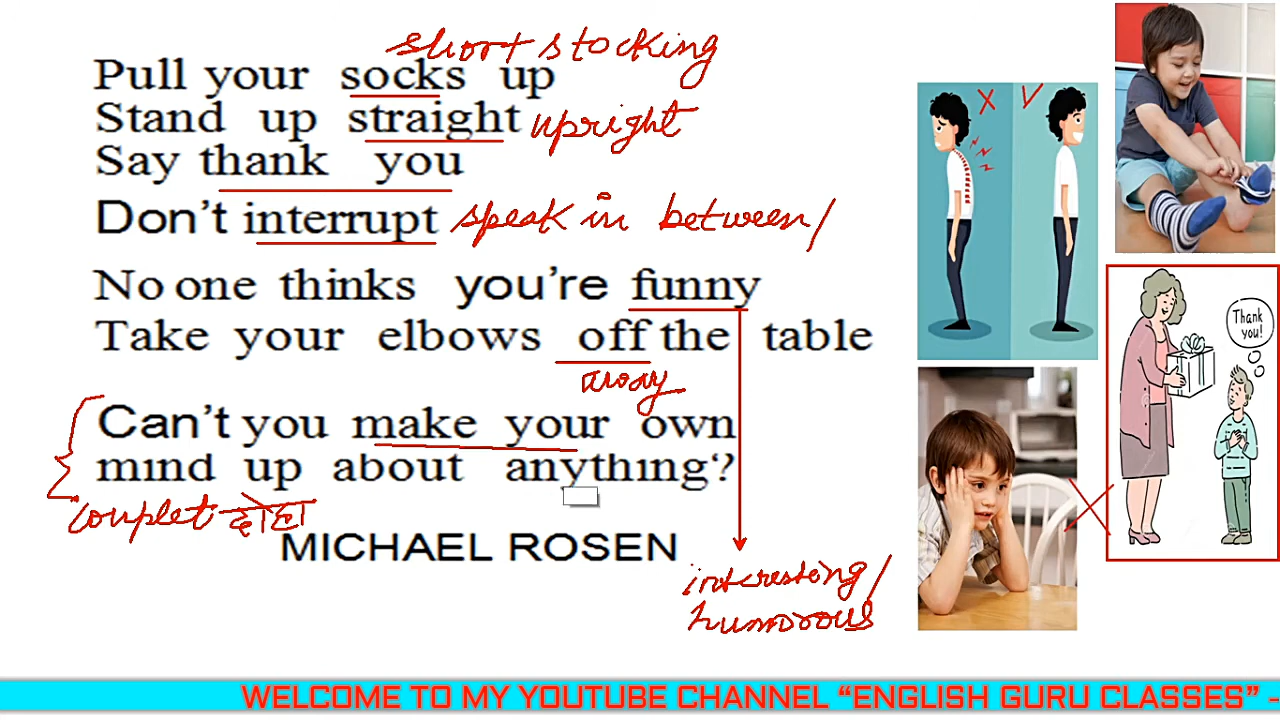 short stocking
Pull your socks up
Stand up straight upright
Say thank you
Don't interrupt speak in between/
No one thinks you're funny
Take your elbows off the table
away
Can't you make your own
mind up about anything‘?
couplet दोहा
MICHAEL ROSEN
interesting/
humorous
Thank
you!
WELCOME TO MY YOUTUBE CHANNEL “ENGLISH GURU CLASSES” -